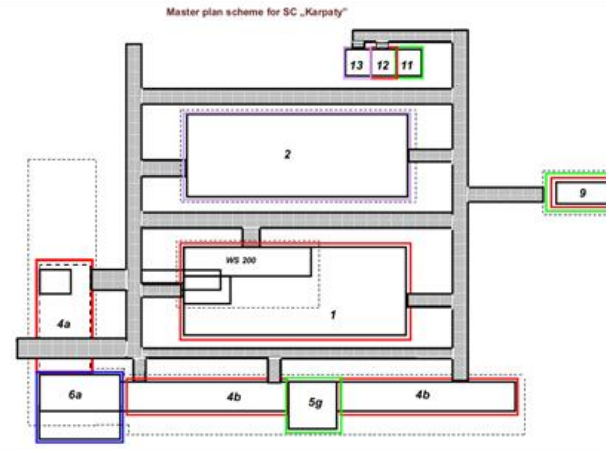 Master plan scheme for SC „Karpaty”
13 12 11
2
9
WS 200
1
4a
6a 4b 5g 4b